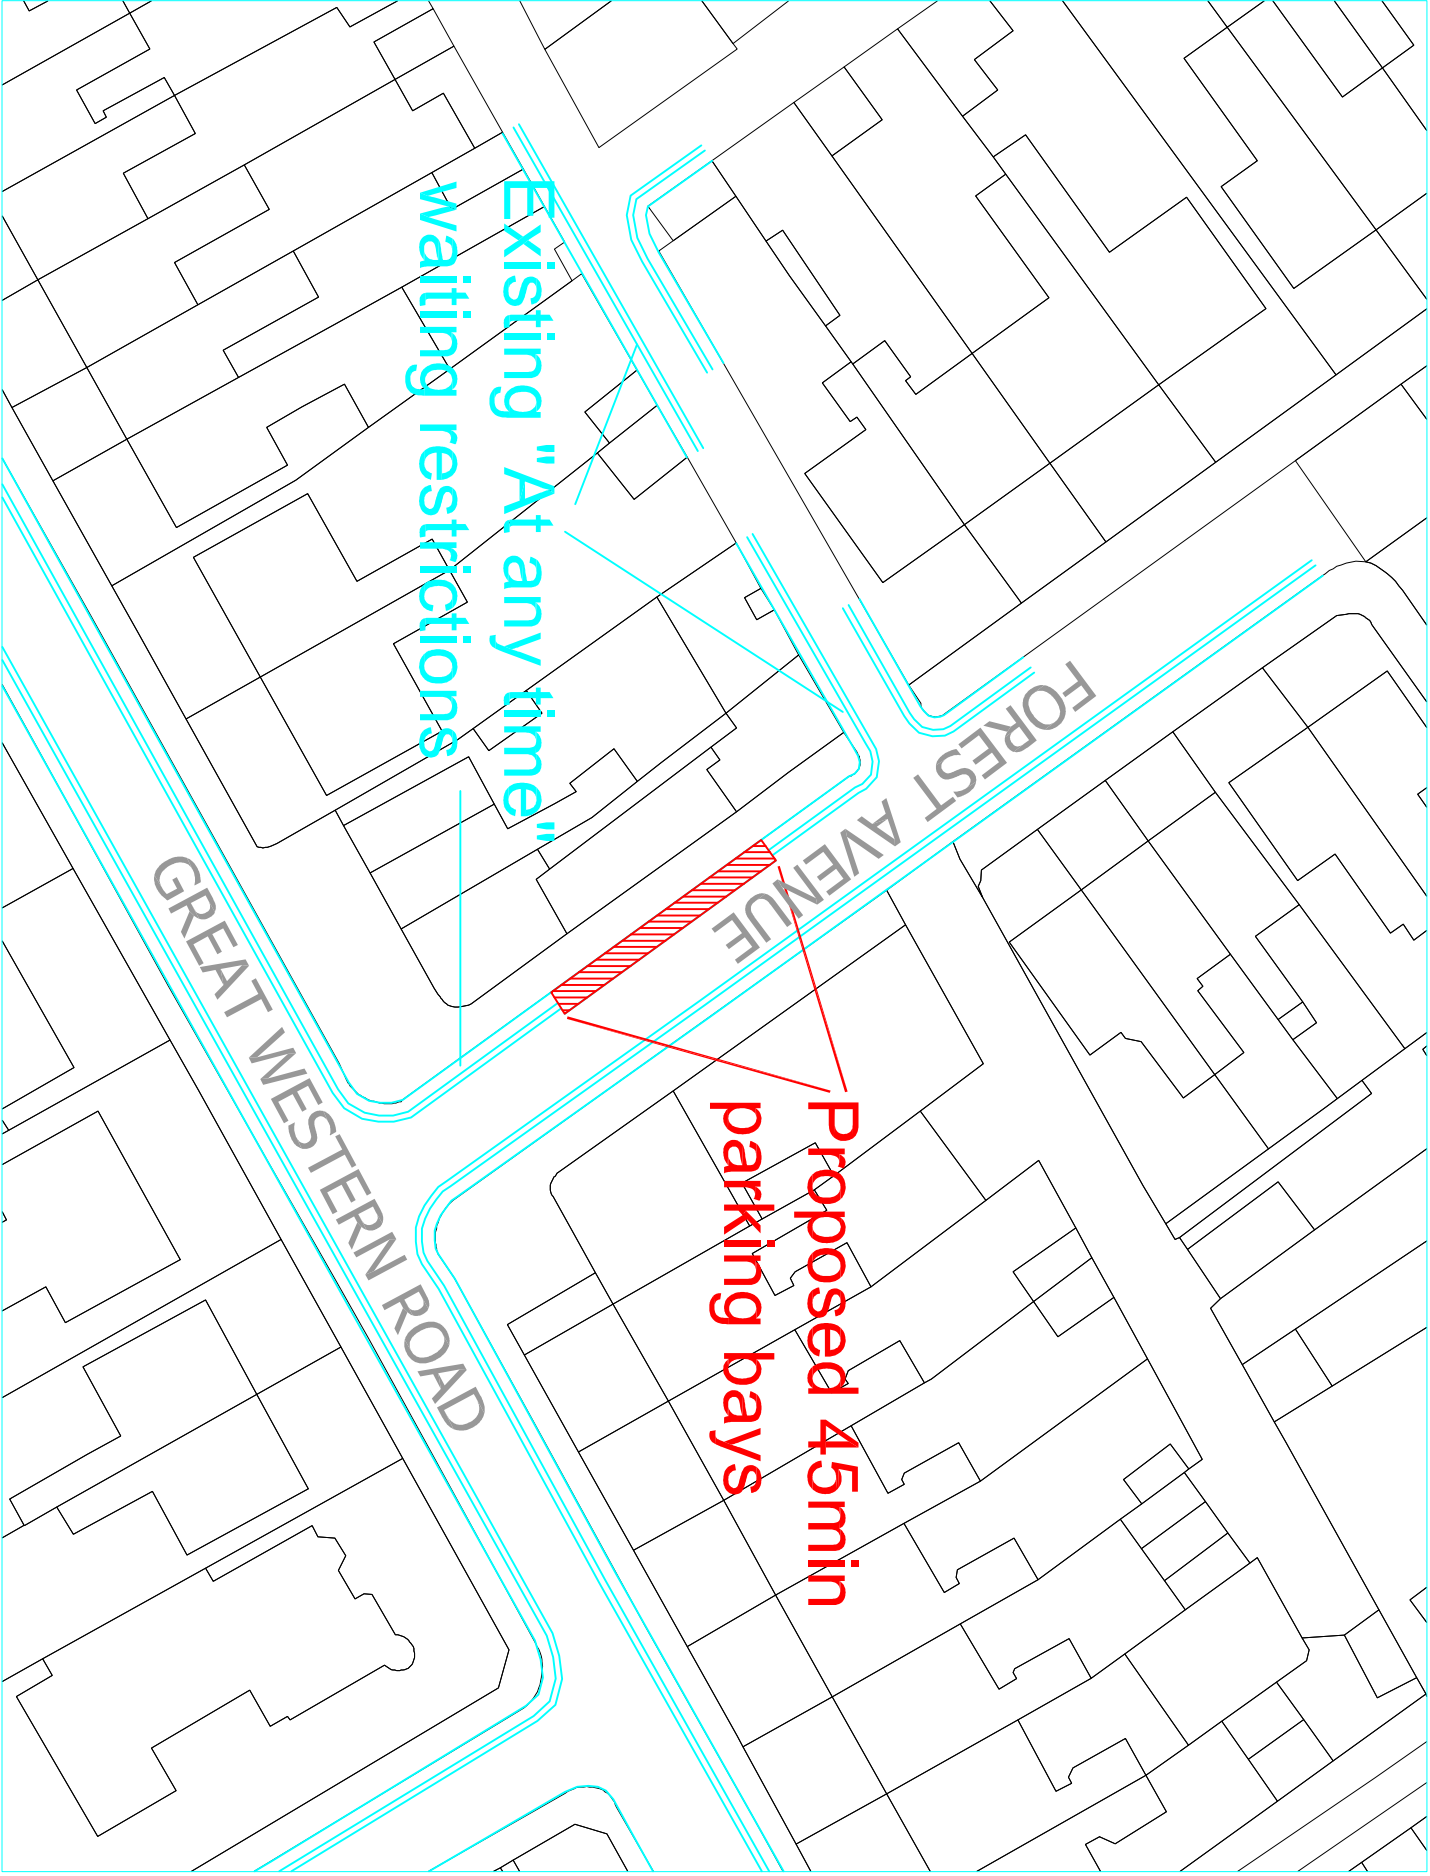 Existing "At any time"
waiting restrictions
FOREST AVENUE
GREAT WESTERN ROAD
Proposed 45min
parking bays